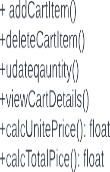 + addCartItem()
+deleteCartItem()
+udateqauntity()
+viewCartDetails()
+calcUnitePrice(): float
+calcTotalPice(): float